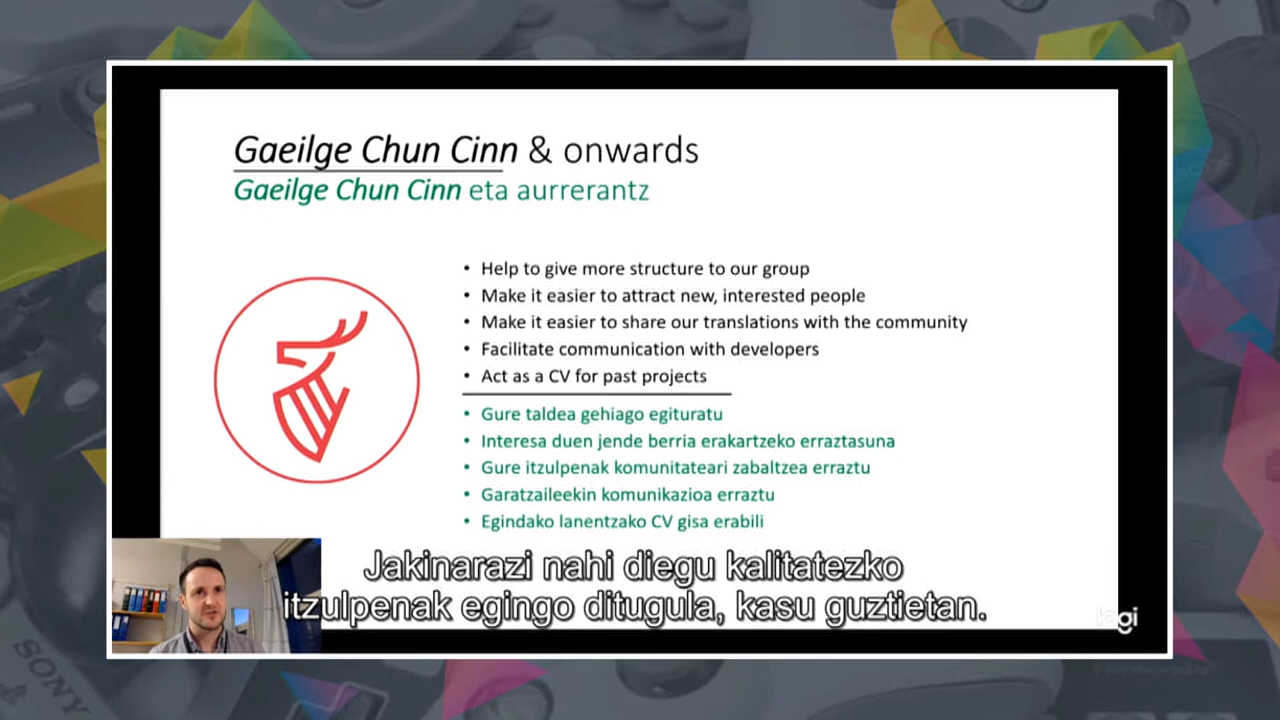 Gaeilge Chun Cinn & onwards
Gaeilge Chun Cinn eta aurrerantz
• Help to give more structure to our group
• Make it easier to attract new, interested people
• Make it easier to share our translations with the community
• Facilitate communication with developers
• Act as a CV for past projects
• Gure taldea gehiago egituratu
• Interesa duen jende berria erakartzeko erraztasuna
• Gure itzulpenak komunitateari zabaltzea erraztu
• Garatzaileekin komunikazioa erraztu
• Egindako lanentzako CV gisa erabili
Jakinarazi nahi diegu kalitatezko
itzulpenak egingo ditugula, kasu guztietan.
logi
SONY